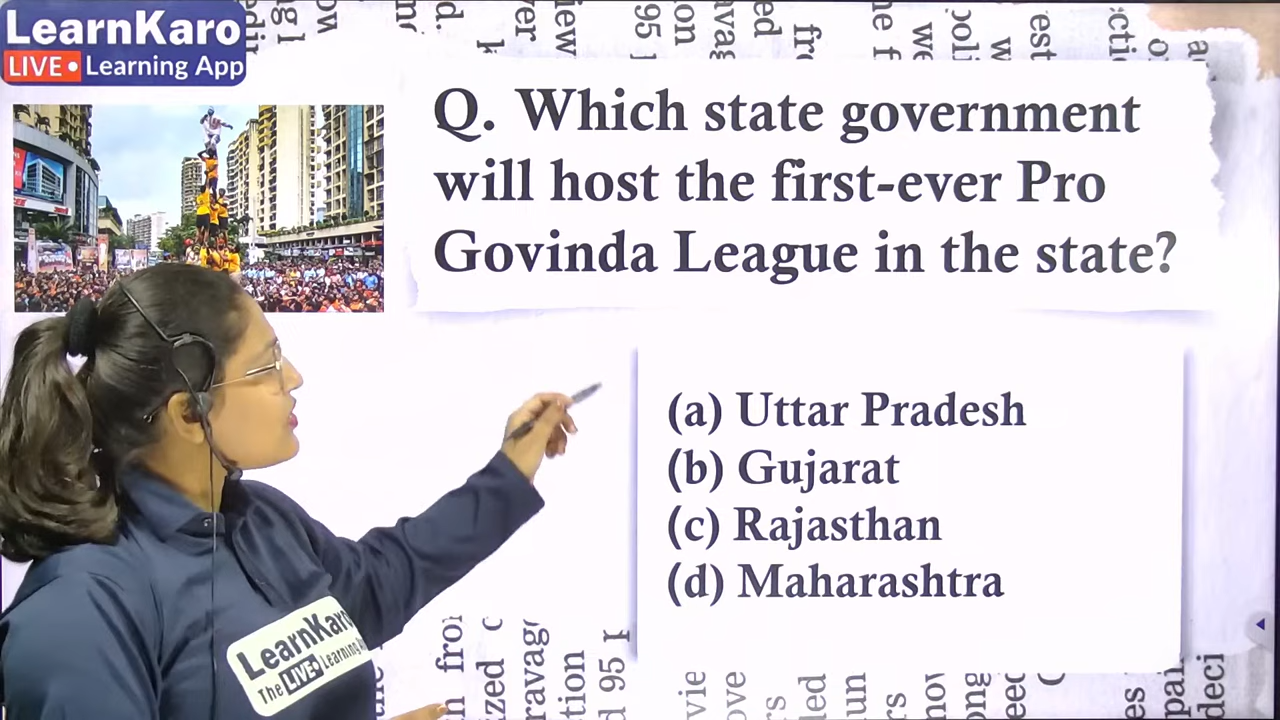 LearnKaro
LIVE • Learning App
Q. Which state government
will host the first-ever Pro
Govinda League in the state?
(a) Uttar Pradesh
(b) Gujarat
(c) Rajasthan
(d) Maharashtra
LearnKaro
The LIVE Learning App